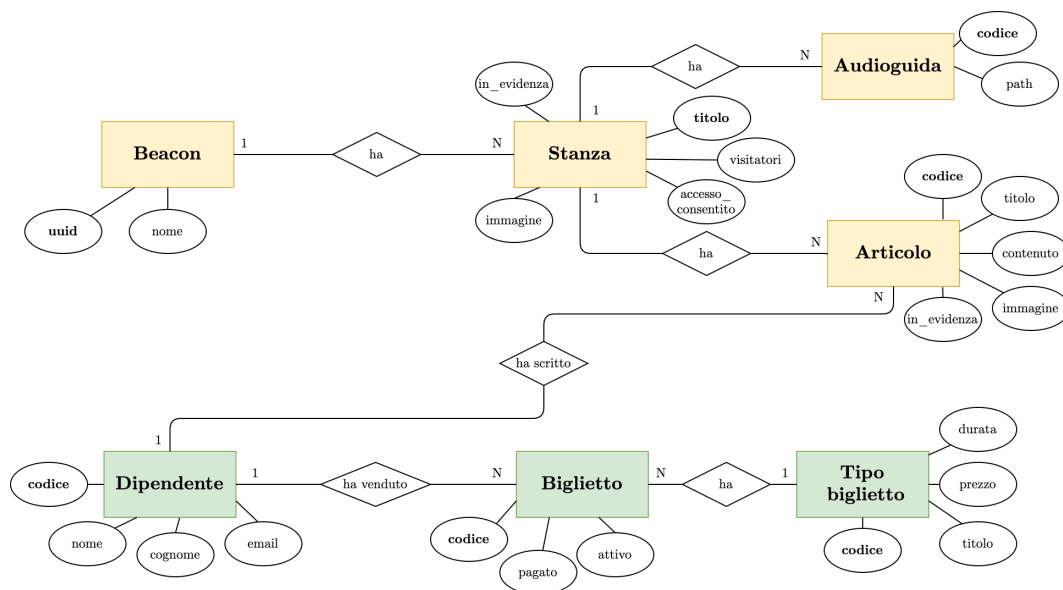 codice
N
ha
Audioguida
path
in_evidenza
1
titolo
1
N
Beacon
ha
Stanza
visitatori
codice
accesso_
consentito
titolo
1
uuid
nome
immagine
N
ha
Articolo
contenuto
N
immagine
in_evidenza
ha scritto
durata
1
1
N
N
1
codice
Dipendente
ha venduto
Biglietto
ha
Tipo
biglietto
prezzo
codice
nome
cognome
email
attivo
codice
titolo
pagato